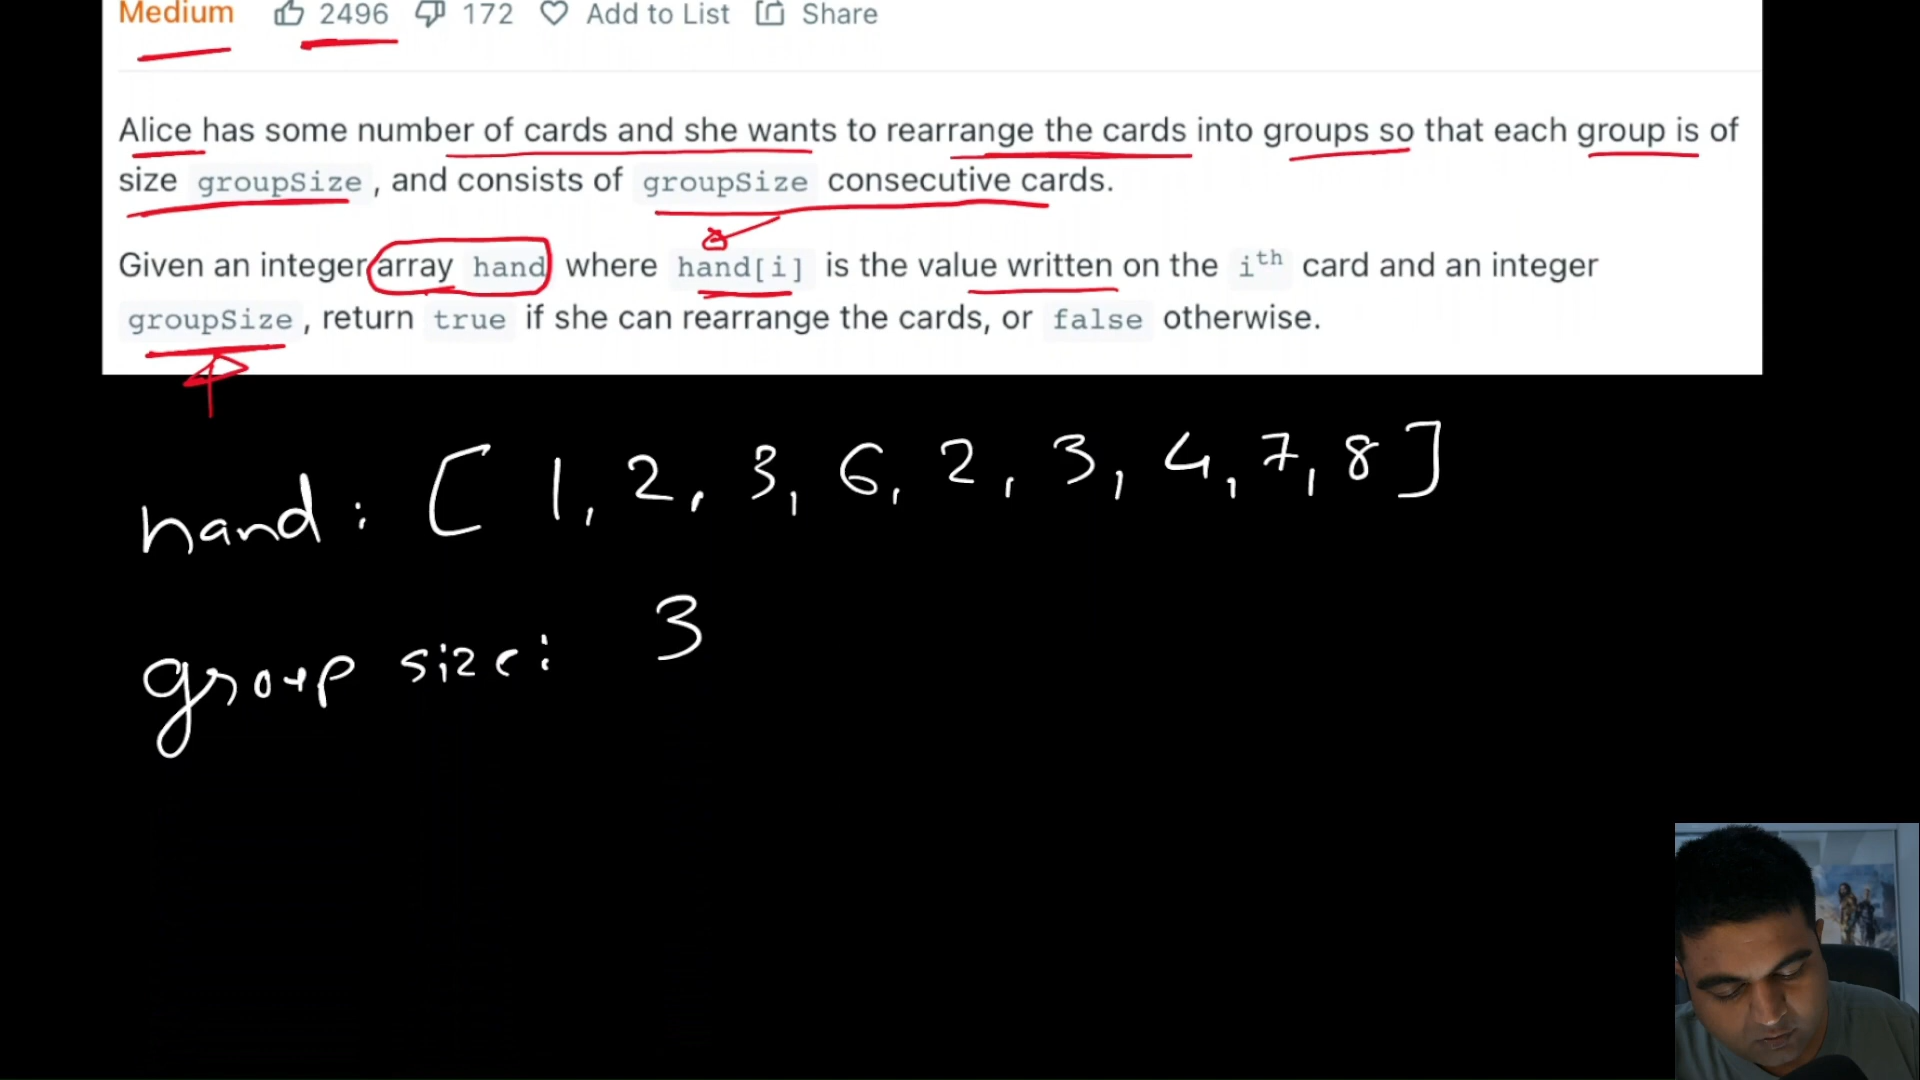 Medium 2496 172 Add to List Share
Alice has some number of cards and she wants to rearrange the cards into groups so that each group is of
size groupSize , and consists of groupSize consecutive cards.
Given an integer array hand where hand[i] is the value written on the ith card and an integer
groupSize , return true if she can rearrange the cards, or false otherwise.
hand : [ 1, 2, 3, 6, 2, 3, 4, 7, 8 ]
group size : 3